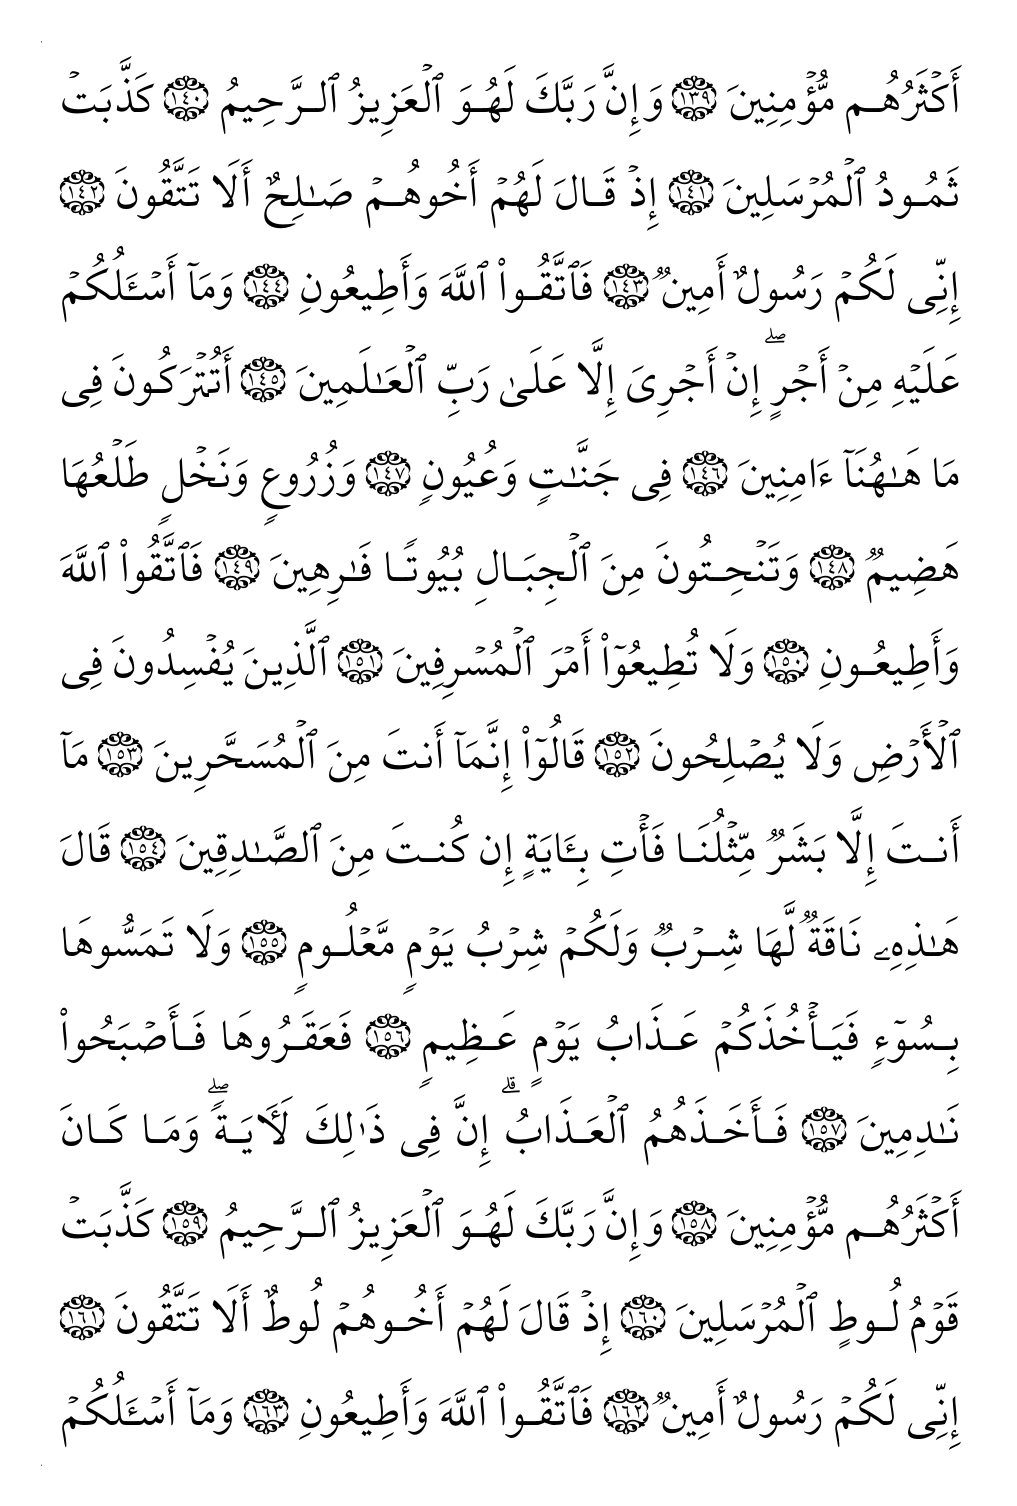 أَكْثَرُهُم مُّؤْمِنِينَ ١٣٩ وَإِنَّ رَبَّكَ لَهُوَ ٱلْعَزِيزُ ٱلرَّحِيمُ ١٤٠ كَذَّبَتْ
ثَمُودُ ٱلْمُرْسَلِينَ ١٤١ إِذْ قَالَ لَهُمْ أَخُوهُمْ صَـٰلِحٌ أَلَا تَتَّقُونَ ١٤٢
إِنِّى لَكُمْ رَسُولٌ أَمِينٌ ١٤٣ فَٱتَّقُوا۟ ٱللَّهَ وَأَطِيعُونِ ١٤٤ وَمَآ أَسْـَٔلُكُمْ
عَلَيْهِ مِنْ أَجْرٍ ۖ إِنْ أَجْرِىَ إِلَّا عَلَىٰ رَبِّ ٱلْعَـٰلَمِينَ ١٤٥ أَتُتْرَكُونَ فِى
مَا هَـٰهُنَآ ءَامِنِينَ ١٤٦ فِى جَنَّـٰتٍ وَعُيُونٍ ١٤٧ وَزُرُوعٍ وَنَخْلٍ طَلْعُهَا
هَضِيمٌ ١٤٨ وَتَنْحِتُونَ مِنَ ٱلْجِبَالِ بُيُوتًا فَـٰرِهِينَ ١٤٩ فَٱتَّقُوا۟ ٱللَّهَ
وَأَطِيعُونِ ١٥٠ وَلَا تُطِيعُوٓا۟ أَمْرَ ٱلْمُسْرِفِينَ ١٥١ ٱلَّذِينَ يُفْسِدُونَ فِى
ٱلْأَرْضِ وَلَا يُصْلِحُونَ ١٥٢ قَالُوٓا۟ إِنَّمَآ أَنتَ مِنَ ٱلْمُسَحَّرِينَ ١٥٣ مَآ
أَنتَ إِلَّا بَشَرٌ مِّثْلُنَا فَأْتِ بِـَٔايَةٍ إِن كُنتَ مِنَ ٱلصَّـٰدِقِينَ ١٥٤ قَالَ
هَـٰذِهِۦ نَاقَةٌ لَّهَا شِرْبٌ وَلَكُمْ شِرْبُ يَوْمٍ مَّعْلُومٍ ١٥٥ وَلَا تَمَسُّوهَا
بِسُوٓءٍ فَيَأْخُذَكُمْ عَذَابُ يَوْمٍ عَظِيمٍ ١٥٦ فَعَقَرُوهَا فَأَصْبَحُوا۟
نَـٰدِمِينَ ١٥٧ فَأَخَذَهُمُ ٱلْعَذَابُ ۗ إِنَّ فِى ذَٰلِكَ لَـَٔايَةً ۖ وَمَا كَانَ
أَكْثَرُهُم مُّؤْمِنِينَ ١٥٨ وَإِنَّ رَبَّكَ لَهُوَ ٱلْعَزِيزُ ٱلرَّحِيمُ ١٥٩ كَذَّبَتْ
قَوْمُ لُوطٍ ٱلْمُرْسَلِينَ ١٦٠ إِذْ قَالَ لَهُمْ أَخُوهُمْ لُوطٌ أَلَا تَتَّقُونَ ١٦١
إِنِّى لَكُمْ رَسُولٌ أَمِينٌ ١٦٢ فَٱتَّقُوا۟ ٱللَّهَ وَأَطِيعُونِ ١٦٣ وَمَآ أَسْـَٔلُكُمْ